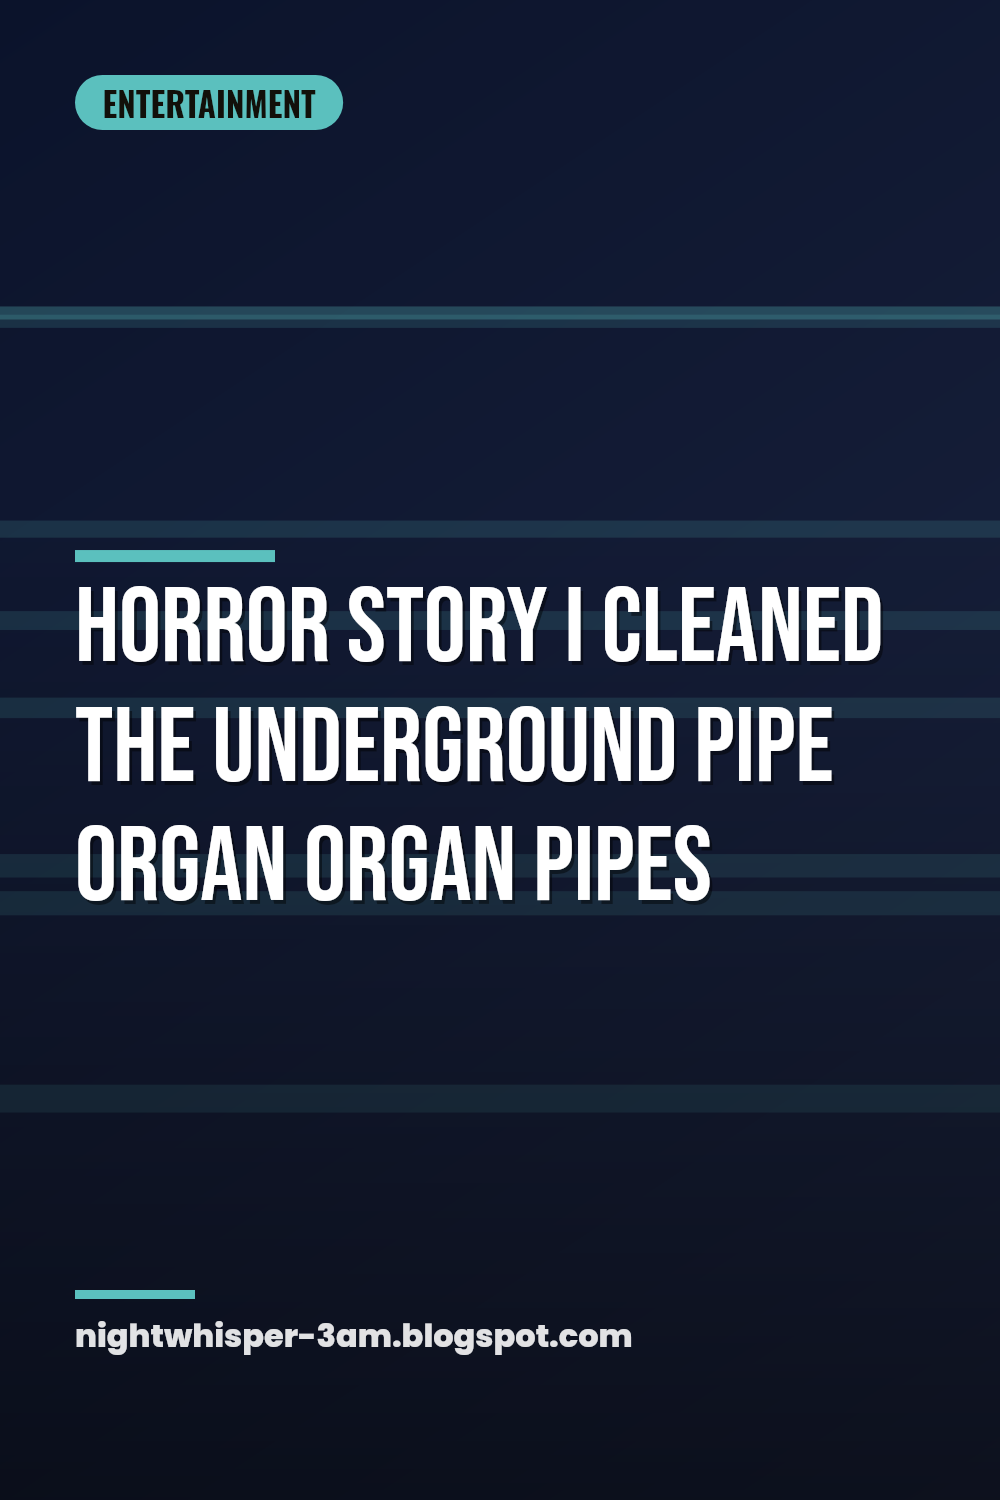 ENTERTAINMENT
HORROR STORY I CLEANED
THE UNDERGROUND PIPE
ORGAN ORGAN PIPES
nightwhisper-3am.blogspot.com